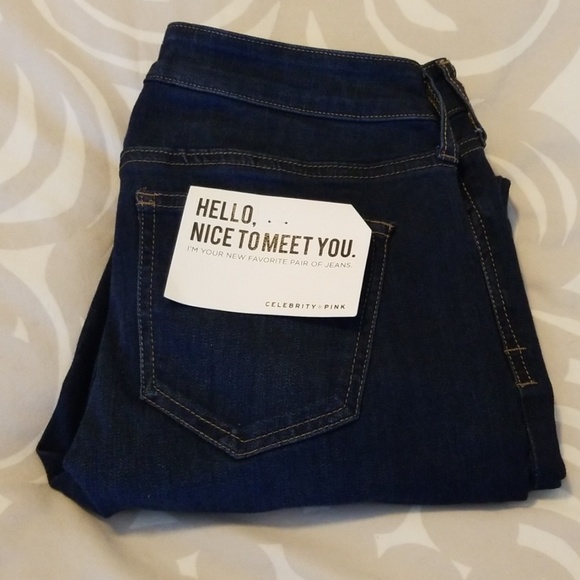 HELLO, . .
NICE TO MEET YOU.
I'M YOUR NEW FAVORITE PAIR OF JEANS.
CELEBRITY & PINK